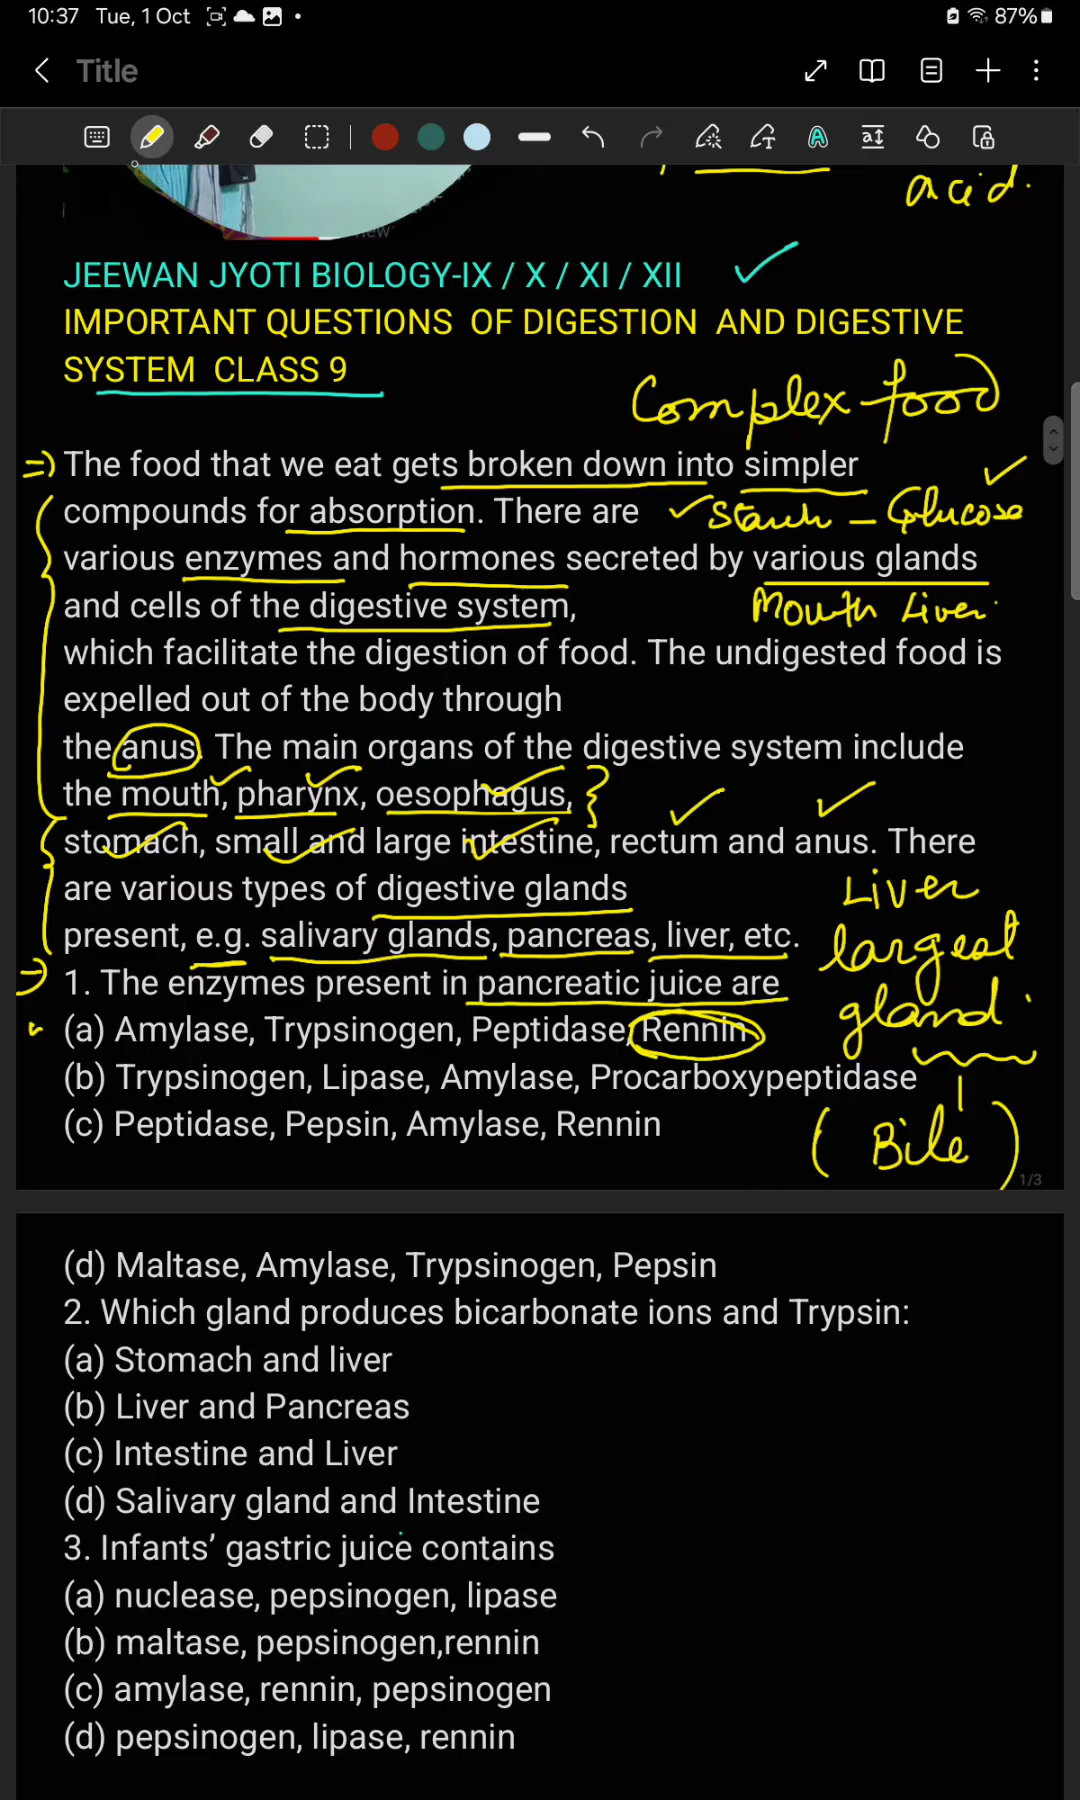 10:37 Tue, 1 Oct
87%
Title
acid.
JEEWAN JYOTI BIOLOGY-IX / X / XI / XII
IMPORTANT QUESTIONS OF DIGESTION AND DIGESTIVE
SYSTEM CLASS 9
Complex food
=) The food that we eat gets broken down into simpler
compounds for absorption. There are
Starch – Glucose
various enzymes and hormones secreted by various glands
and cells of the digestive system,
Mouth Liver
which facilitate the digestion of food. The undigested food is
expelled out of the body through
the anus. The main organs of the digestive system include
the mouth, pharynx, oesophagus,
stomach, small and large intestine, rectum and anus. There
are various types of digestive glands
present, e.g. salivary glands, pancreas, liver, etc.
Liver
largest
gland
( Bile )
1. The enzymes present in pancreatic juice are
(a) Amylase, Trypsinogen, Peptidase, Rennin
(b) Trypsinogen, Lipase, Amylase, Procarboxypeptidase
(c) Peptidase, Pepsin, Amylase, Rennin
1/3
(d) Maltase, Amylase, Trypsinogen, Pepsin
2. Which gland produces bicarbonate ions and Trypsin:
(a) Stomach and liver
(b) Liver and Pancreas
(c) Intestine and Liver
(d) Salivary gland and Intestine
3. Infants’ gastric juice contains
(a) nuclease, pepsinogen, lipase
(b) maltase, pepsinogen,rennin
(c) amylase, rennin, pepsinogen
(d) pepsinogen, lipase, rennin